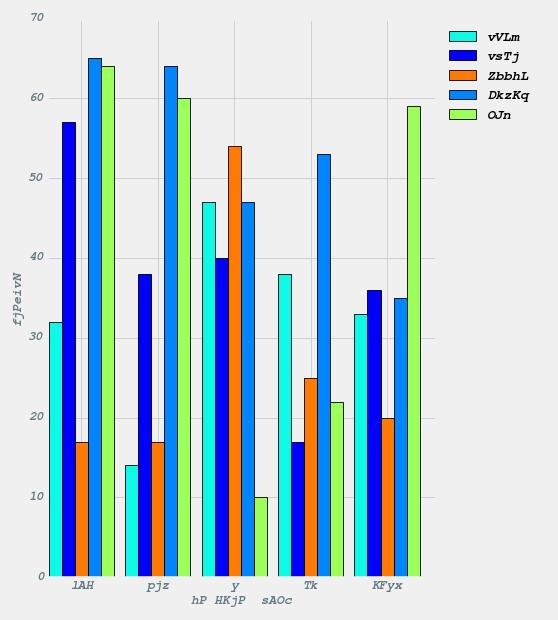 70
60
50
40
30
20
10
0
fjPeivN
lAH
pjz
y
Tk
KFyx
hP HKjP  sAOc
vVLm
vsTj
ZbbhL
DkzKq
OJn